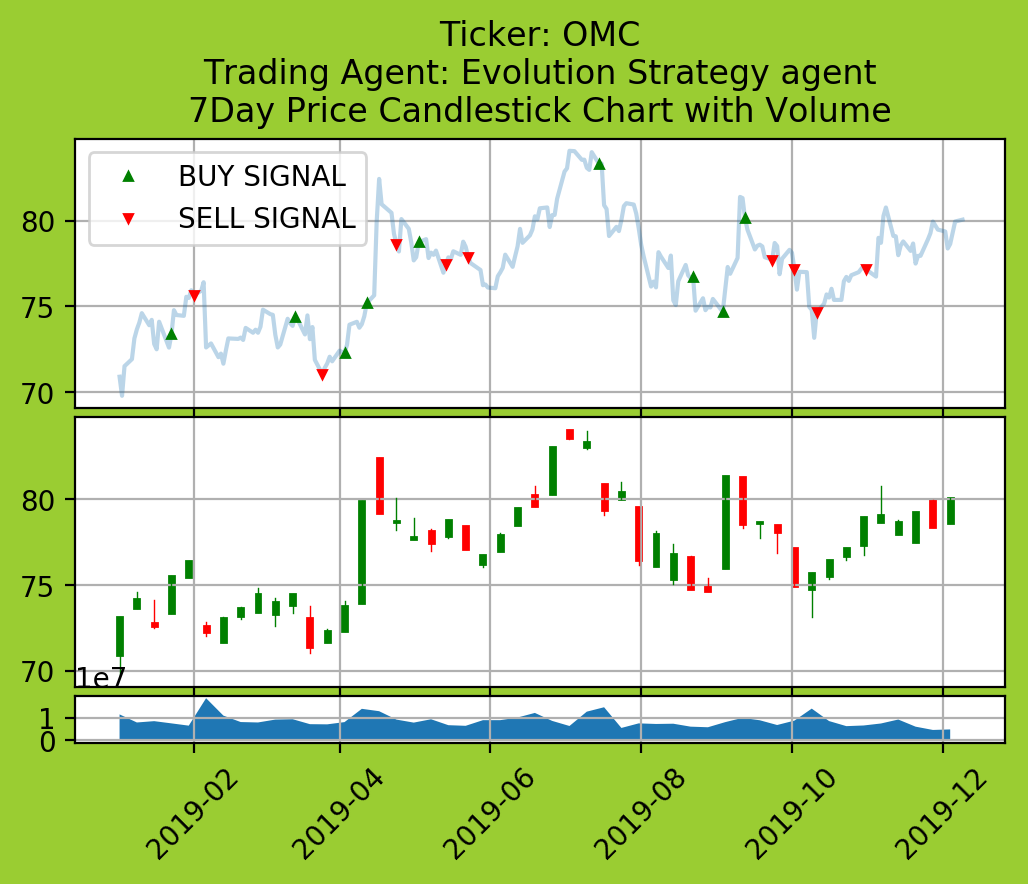 Ticker: OMC
Trading Agent: Evolution Strategy agent
7Day Price Candlestick Chart with Volume
BUY SIGNAL
SELL SIGNAL
80
75
70
80
75
70
1e7
1
0
2019-02
2019-04
2019-06
2019-08
2019-10
2019-12